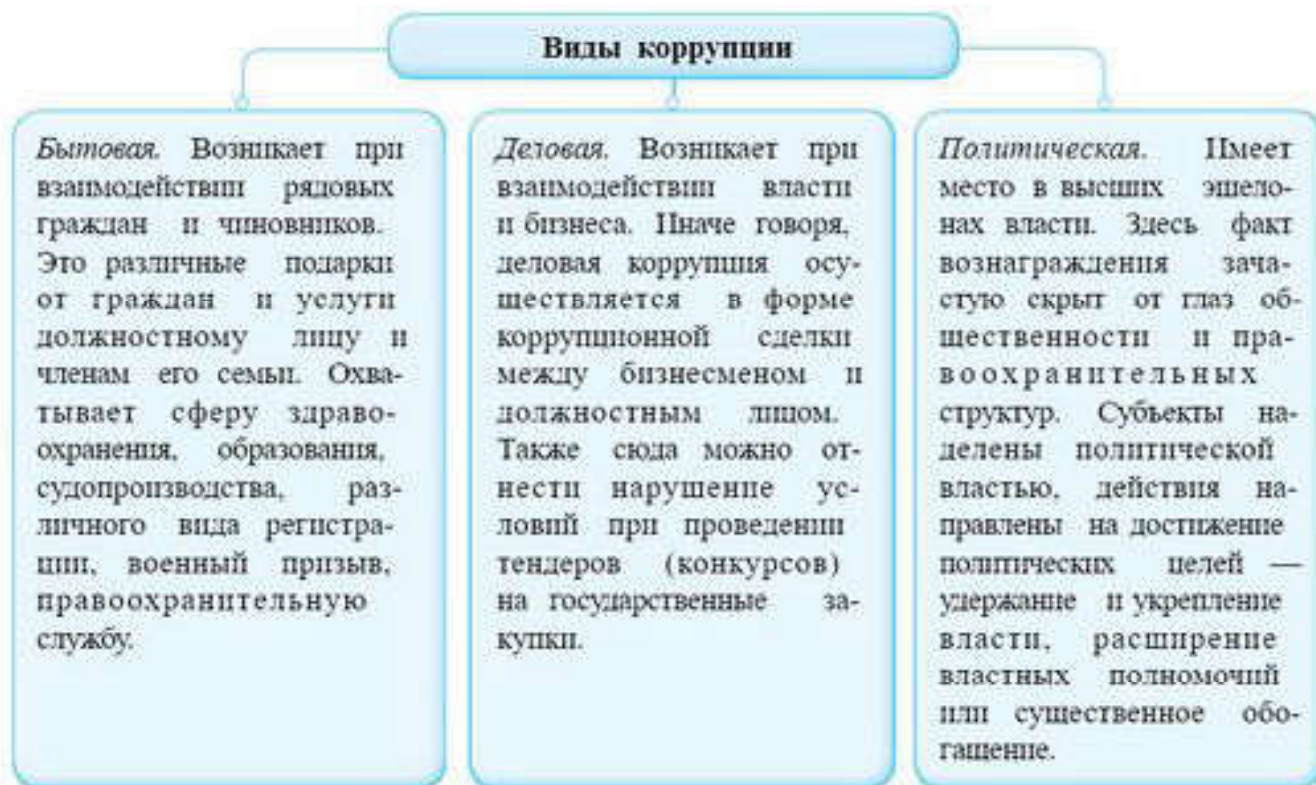 Виды коррупции
Бытовая. Возникает при
взаимодействии рядовых
граждан и чиновников.
Это различные подарки
от граждан и услуги
должностному лицу и
членам его семьи. Охва-
тывает сферу здраво-
охранения, образования,
судопроизводства, раз-
личного вида регистра-
ции, военный призыв,
правоохранительную
службу.
Деловая. Возникает при
взаимодействии власти
и бизнеса. Иначе говоря,
деловая коррупция осу-
ществляется в форме
коррупционной сделки
между бизнесменом и
должностным лицом.
Также сюда можно от-
нести нарушение ус-
ловий при проведении
тендеров (конкурсов)
на государственные за-
купки.
Политическая. Имеет
место в высших эшело-
нах власти. Здесь факт
вознаграждения зача-
стую скрыт от глаз об-
щественности и пра-
воохранительных
структур. Субъекты на-
делены политической
властью, действия на-
правлены на достижение
политических целей —
удержание и укрепление
власти, расширение
властных полномочий
или существенное обо-
гащение.